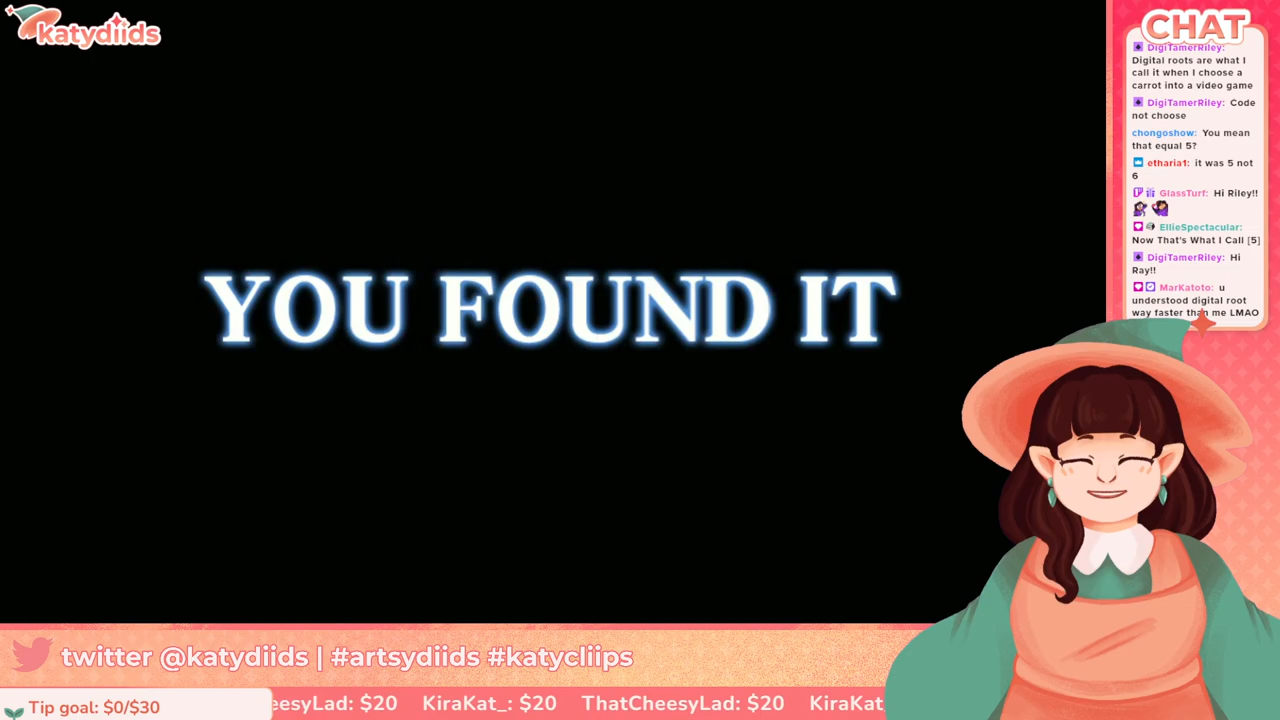 katydiids
CHAT
DigiTamerRiley:
Digital roots are what I
call it when I choose a
carrot into a video game
DigiTamerRiley: Code
not choose
chongoshow: You mean
that equal 5?
etharia1: it was 5 not
6
GlassTurf: Hi Riley!!
EllieSpectacular:
Now That's What I Call [5]
DigiTamerRiley: Hi
Ray!!
MarKatoto: u
understood digital root
way faster than me LMAO
YOU FOUND IT
twitter @katydiids | #artsydiids #katycliips
Tip goal: $0/$30
eesyLad: $20 KiraKat_: $20 ThatCheesyLad: $20 KiraKat